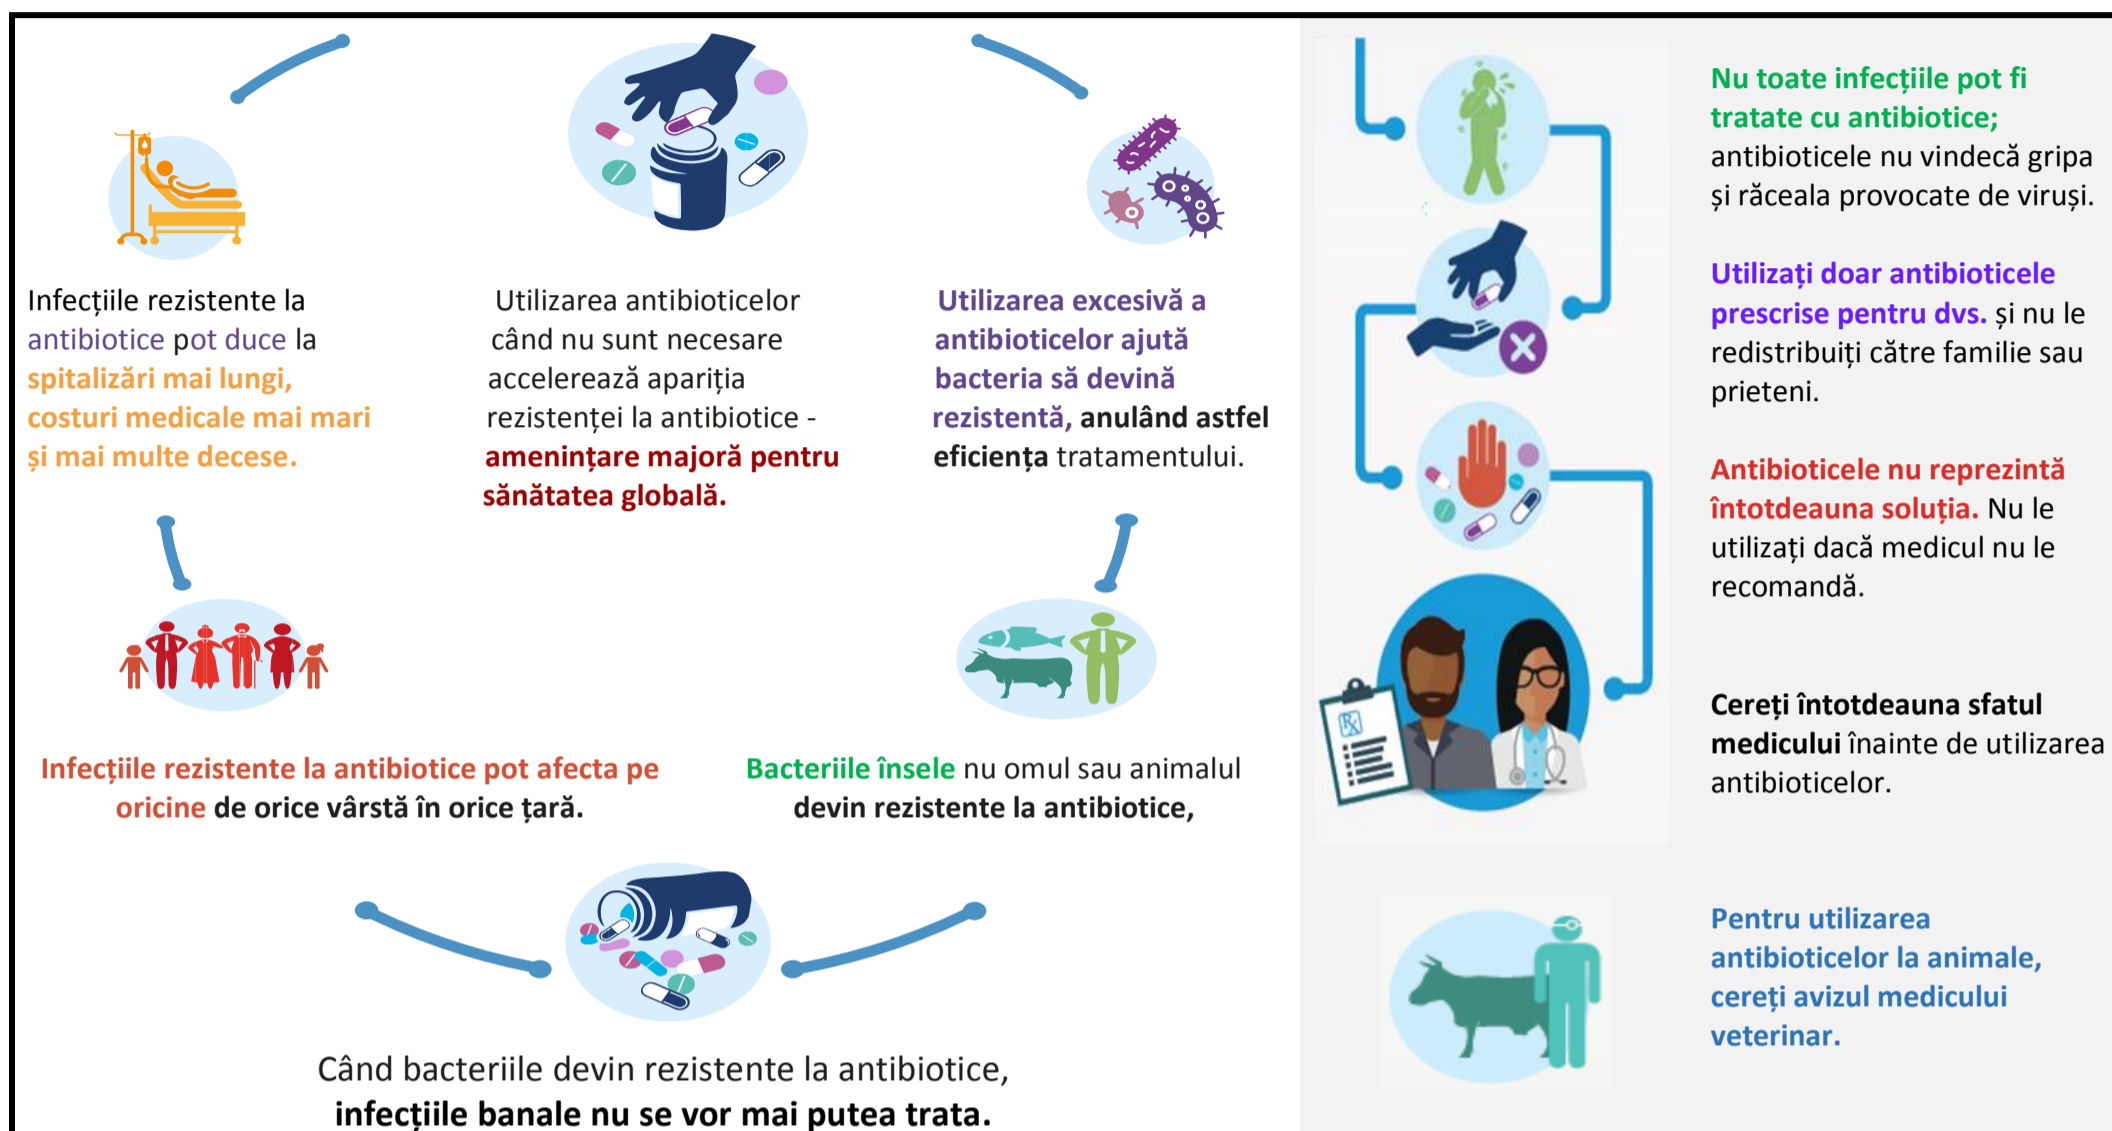 Infecțiile rezistente la
antibiotice pot duce la
spitalizări mai lungi,
costuri medicale mai mari
și mai multe decese.
Utilizarea antibioticelor
când nu sunt necesare
accelerează apariția
rezistenței la antibiotice -
amenințare majoră pentru
sănătatea globală.
Utilizarea excesivă a
antibioticelor ajută
bacteria să devină
rezistentă, anulând astfel
eficiența tratamentului.
Infecțiile rezistente la antibiotice pot afecta pe
oricine de orice vârstă în orice țară.
Bacteriile însele nu omul sau animalul
devin rezistente la antibiotice,
Când bacteriile devin rezistente la antibiotice,
infecțiile banale nu se vor mai putea trata.
Nu toate infecțiile pot fi
tratate cu antibiotice;
antibioticele nu vindecă gripa
și răceala provocate de viruși.
Utilizați doar antibioticele
prescrise pentru dvs. și nu le
redistribuiți către familie sau
prieteni.
Antibioticele nu reprezintă
întotdeauna soluția. Nu le
utilizați dacă medicul nu le
recomandă.
Rx
Cereți întotdeauna sfatul
medicului înainte de utilizarea
antibioticelor.
Pentru utilizarea
antibioticelor la animale,
cereți avizul medicului
veterinar.